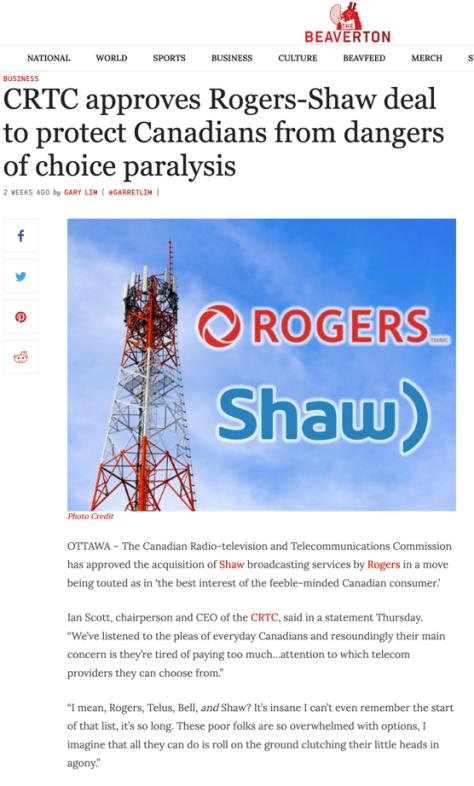 THE
BEAVERTON
NATIONAL WORLD SPORTS BUSINESS CULTURE BEAVFEED MERCH S
BUSINESS
CRTC approves Rogers-Shaw deal
to protect Canadians from dangers
of choice paralysis
2 WEEKS AGO by GARY LIM [ @GARRETLIM ]
ROGERS
Shaw)
Photo Credit
OTTAWA – The Canadian Radio-television and Telecommunications Commission
has approved the acquisition of Shaw broadcasting services by Rogers in a move
being touted as in ‘the best interest of the feeble-minded Canadian consumer.’
Ian Scott, chairperson and CEO of the CRTC, said in a statement Thursday.
“We’ve listened to the pleas of everyday Canadians and resoundingly their main
concern is they’re tired of paying too much…attention to which telecom
providers they can choose from.”
“I mean, Rogers, Telus, Bell, and Shaw? It’s insane I can’t even remember the start
of that list, it’s so long. These poor folks are so overwhelmed with options, I
imagine that all they can do is roll on the ground clutching their little heads in
agony.”